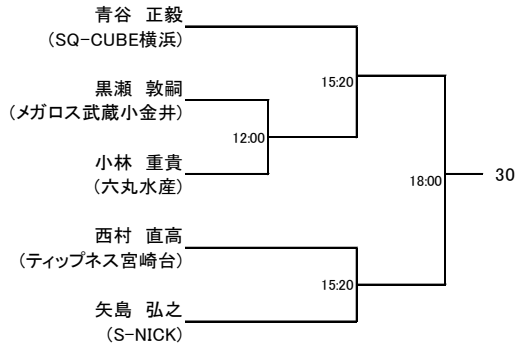 青谷　正毅
(SQ-CUBE横浜)
15:20
黒瀬　敦嗣
(メガロス武蔵小金井)
12:00
小林　重貴
(六丸水産)
18:00
30
西村　直高
(ティップネス宮崎台)
15:20
矢島　弘之
(S-NICK)